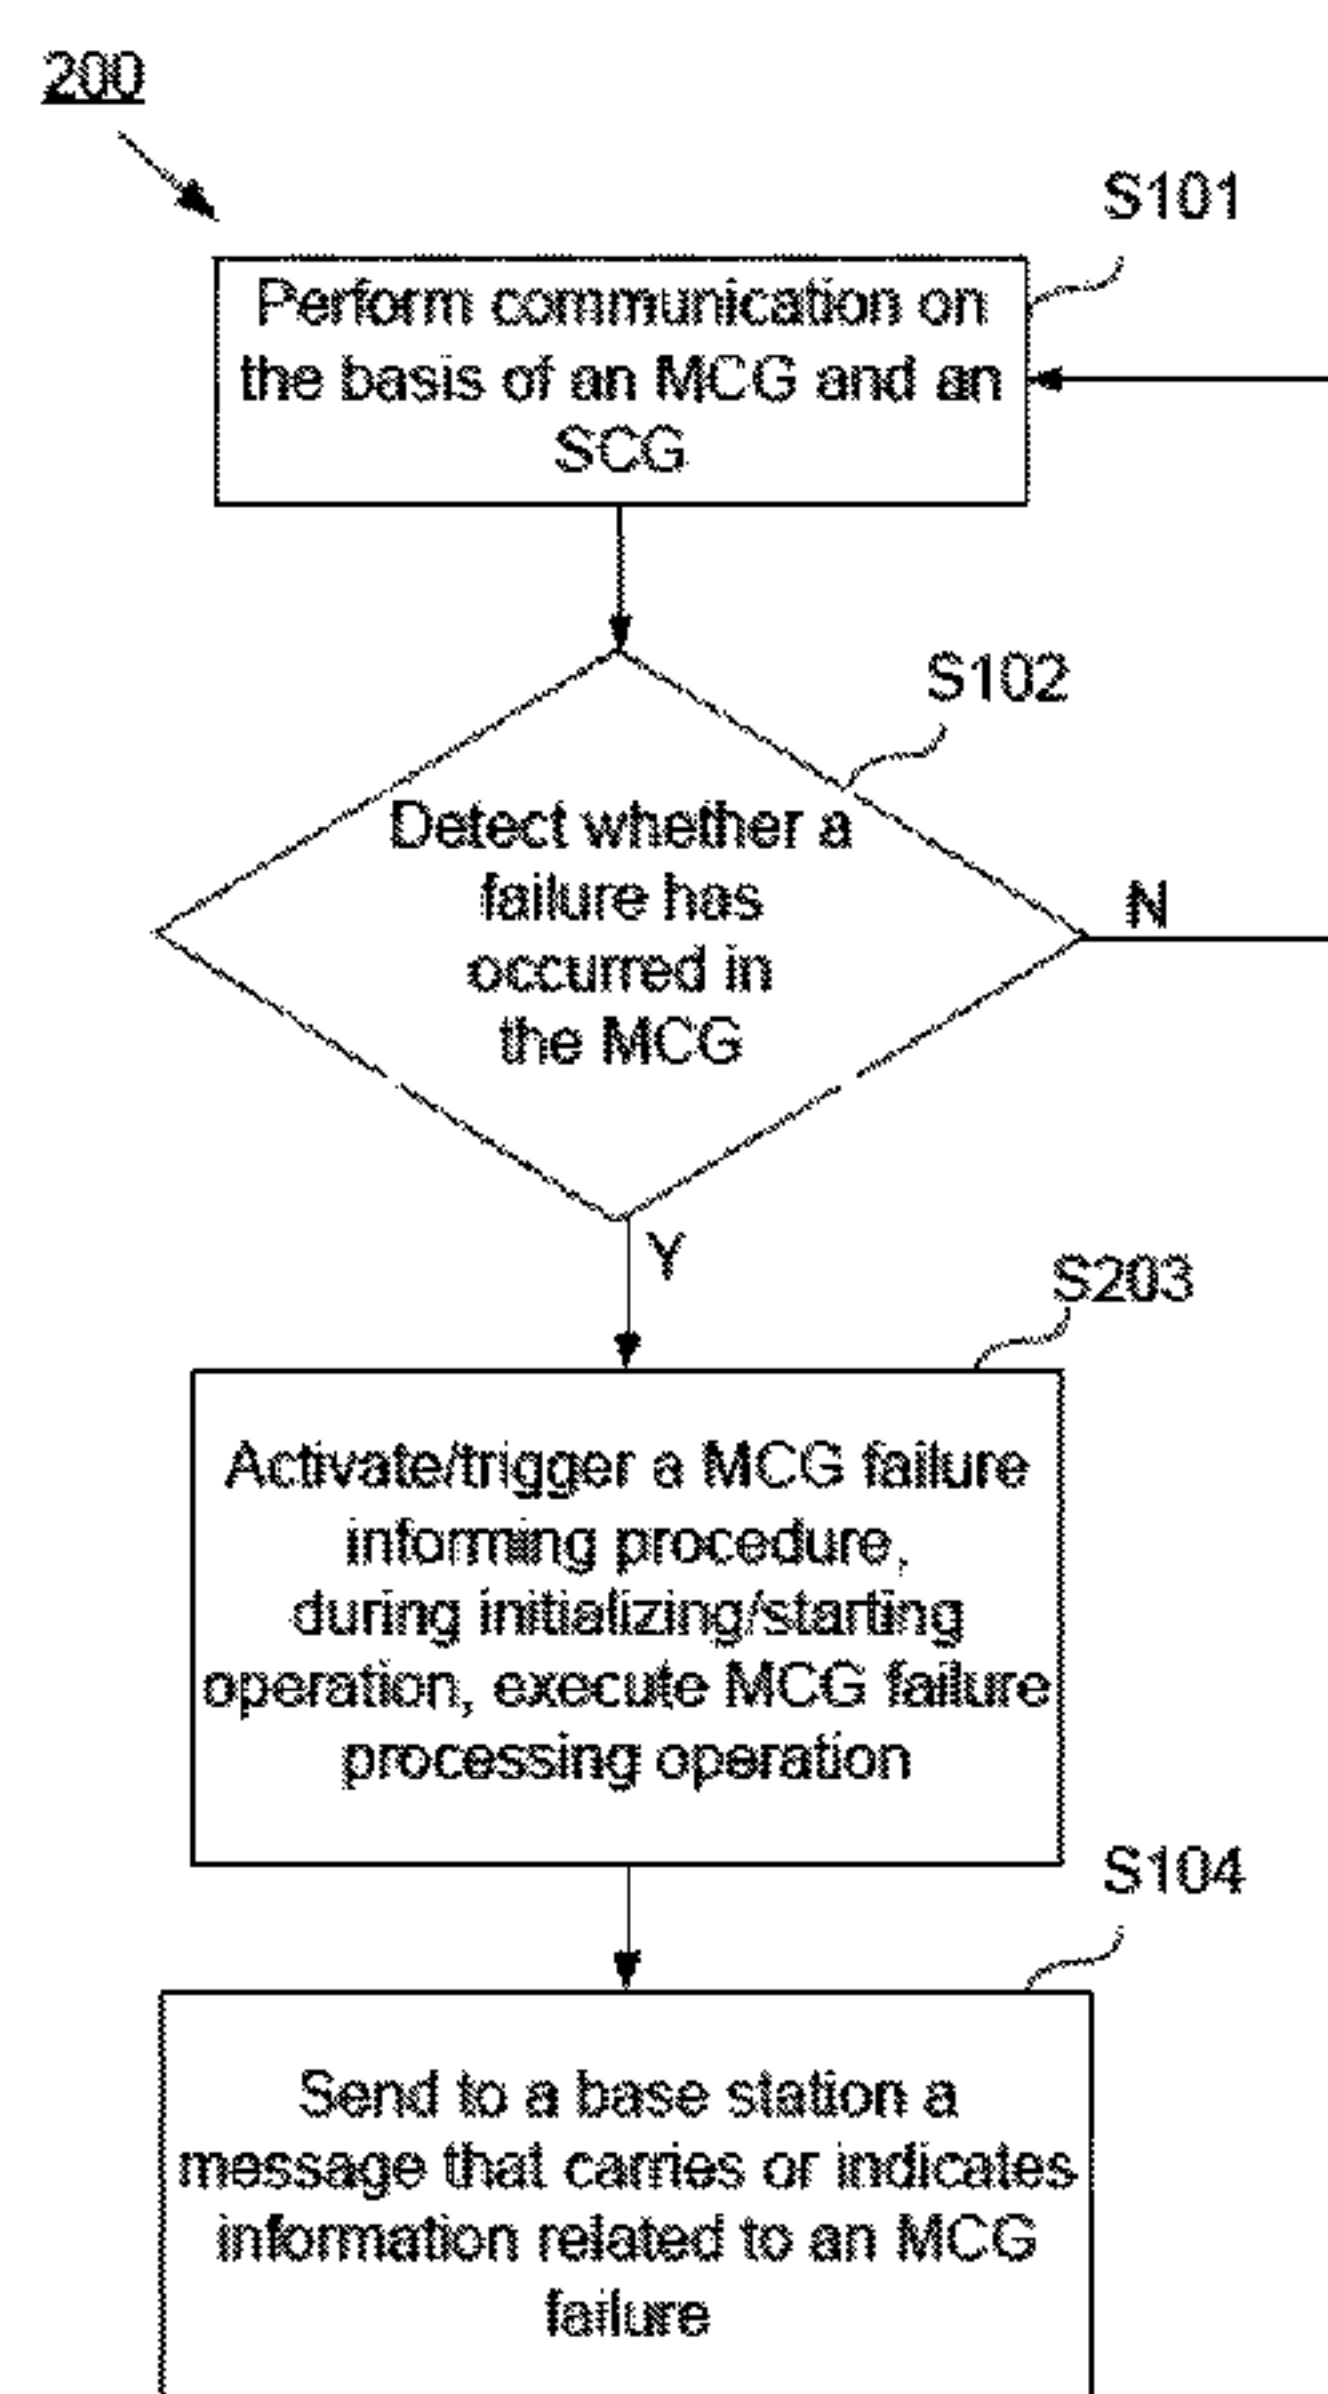 200
S101
Perform communication on
the basis of an MCG and an
SCG
S102
Detect whether a
failure has
occurred in
the MCG
N
Y
S203
Activate/trigger a MCG failure
informing procedure,
during initializing/starting
operation, execute MCG failure
processing operation
S104
Send to a base station a
message that carries or indicates
information related to an MCG
failure